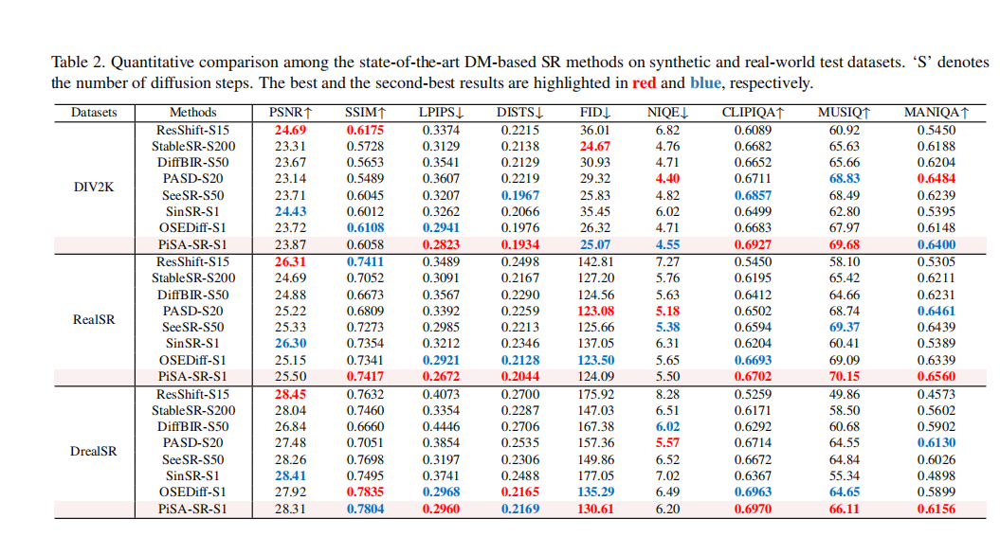 Table 2. Quantitative comparison among the state-of-the-art DM-based SR methods on synthetic and real-world test datasets. ‘S’ denotes
the number of diffusion steps. The best and the second-best results are highlighted in red and blue, respectively.
Datasets Methods PSNR↑ SSIM↑ LPIPS↓ DISTS↓ FID↓ NIQE↓ CLIPIQA↑ MUSIQ↑ MANIQA↑
DIV2K
ResShift-S15 24.69 0.6175 0.3374 0.2215 36.01 6.82 0.6089 60.92 0.5450
StableSR-S200 23.31 0.5728 0.3129 0.2138 24.67 4.76 0.6682 65.63 0.6188
DiffBIR-S50 23.67 0.5653 0.3541 0.2129 30.93 4.71 0.6652 65.66 0.6204
PASD-S20 23.14 0.5489 0.3607 0.2219 29.32 4.40 0.6711 68.83 0.6484
SeeSR-S50 23.71 0.6045 0.3207 0.1967 25.83 4.82 0.6857 68.49 0.6239
SinSR-S1 24.43 0.6012 0.3262 0.2066 35.45 6.02 0.6499 62.80 0.5395
OSEDiff-S1 23.72 0.6108 0.2941 0.1976 26.32 4.71 0.6683 67.97 0.6148
PiSA-SR-S1 23.87 0.6058 0.2823 0.1934 25.07 4.55 0.6927 69.68 0.6400
RealSR
ResShift-S15 26.31 0.7411 0.3489 0.2498 142.81 7.27 0.5450 58.10 0.5305
StableSR-S200 24.69 0.7052 0.3091 0.2167 127.20 5.76 0.6195 65.42 0.6211
DiffBIR-S50 24.88 0.6673 0.3567 0.2290 124.56 5.63 0.6412 64.66 0.6231
PASD-S20 25.22 0.6809 0.3392 0.2259 123.08 5.18 0.6502 68.74 0.6461
SeeSR-S50 25.33 0.7273 0.2985 0.2213 125.66 5.38 0.6594 69.37 0.6439
SinSR-S1 26.30 0.7354 0.3212 0.2346 137.05 6.31 0.6204 60.41 0.5389
OSEDiff-S1 25.15 0.7341 0.2921 0.2128 123.50 5.65 0.6693 69.09 0.6339
PiSA-SR-S1 25.50 0.7417 0.2672 0.2044 124.09 5.50 0.6702 70.15 0.6560
DrealSR
ResShift-S15 28.45 0.7632 0.4073 0.2700 175.92 8.28 0.5259 49.86 0.4573
StableSR-S200 28.04 0.7460 0.3354 0.2287 147.03 6.51 0.6171 58.50 0.5602
DiffBIR-S50 26.84 0.6660 0.4446 0.2706 167.38 6.02 0.6292 60.68 0.5902
PASD-S20 27.48 0.7051 0.3854 0.2535 157.36 5.57 0.6714 64.55 0.6130
SeeSR-S50 28.26 0.7698 0.3197 0.2306 149.86 6.52 0.6672 64.84 0.6026
SinSR-S1 28.41 0.7495 0.3741 0.2488 177.05 7.02 0.6367 55.34 0.4898
OSEDiff-S1 27.92 0.7835 0.2968 0.2165 135.29 6.49 0.6963 64.65 0.5899
PiSA-SR-S1 28.31 0.7804 0.2960 0.2169 130.61 6.20 0.6970 66.11 0.6156